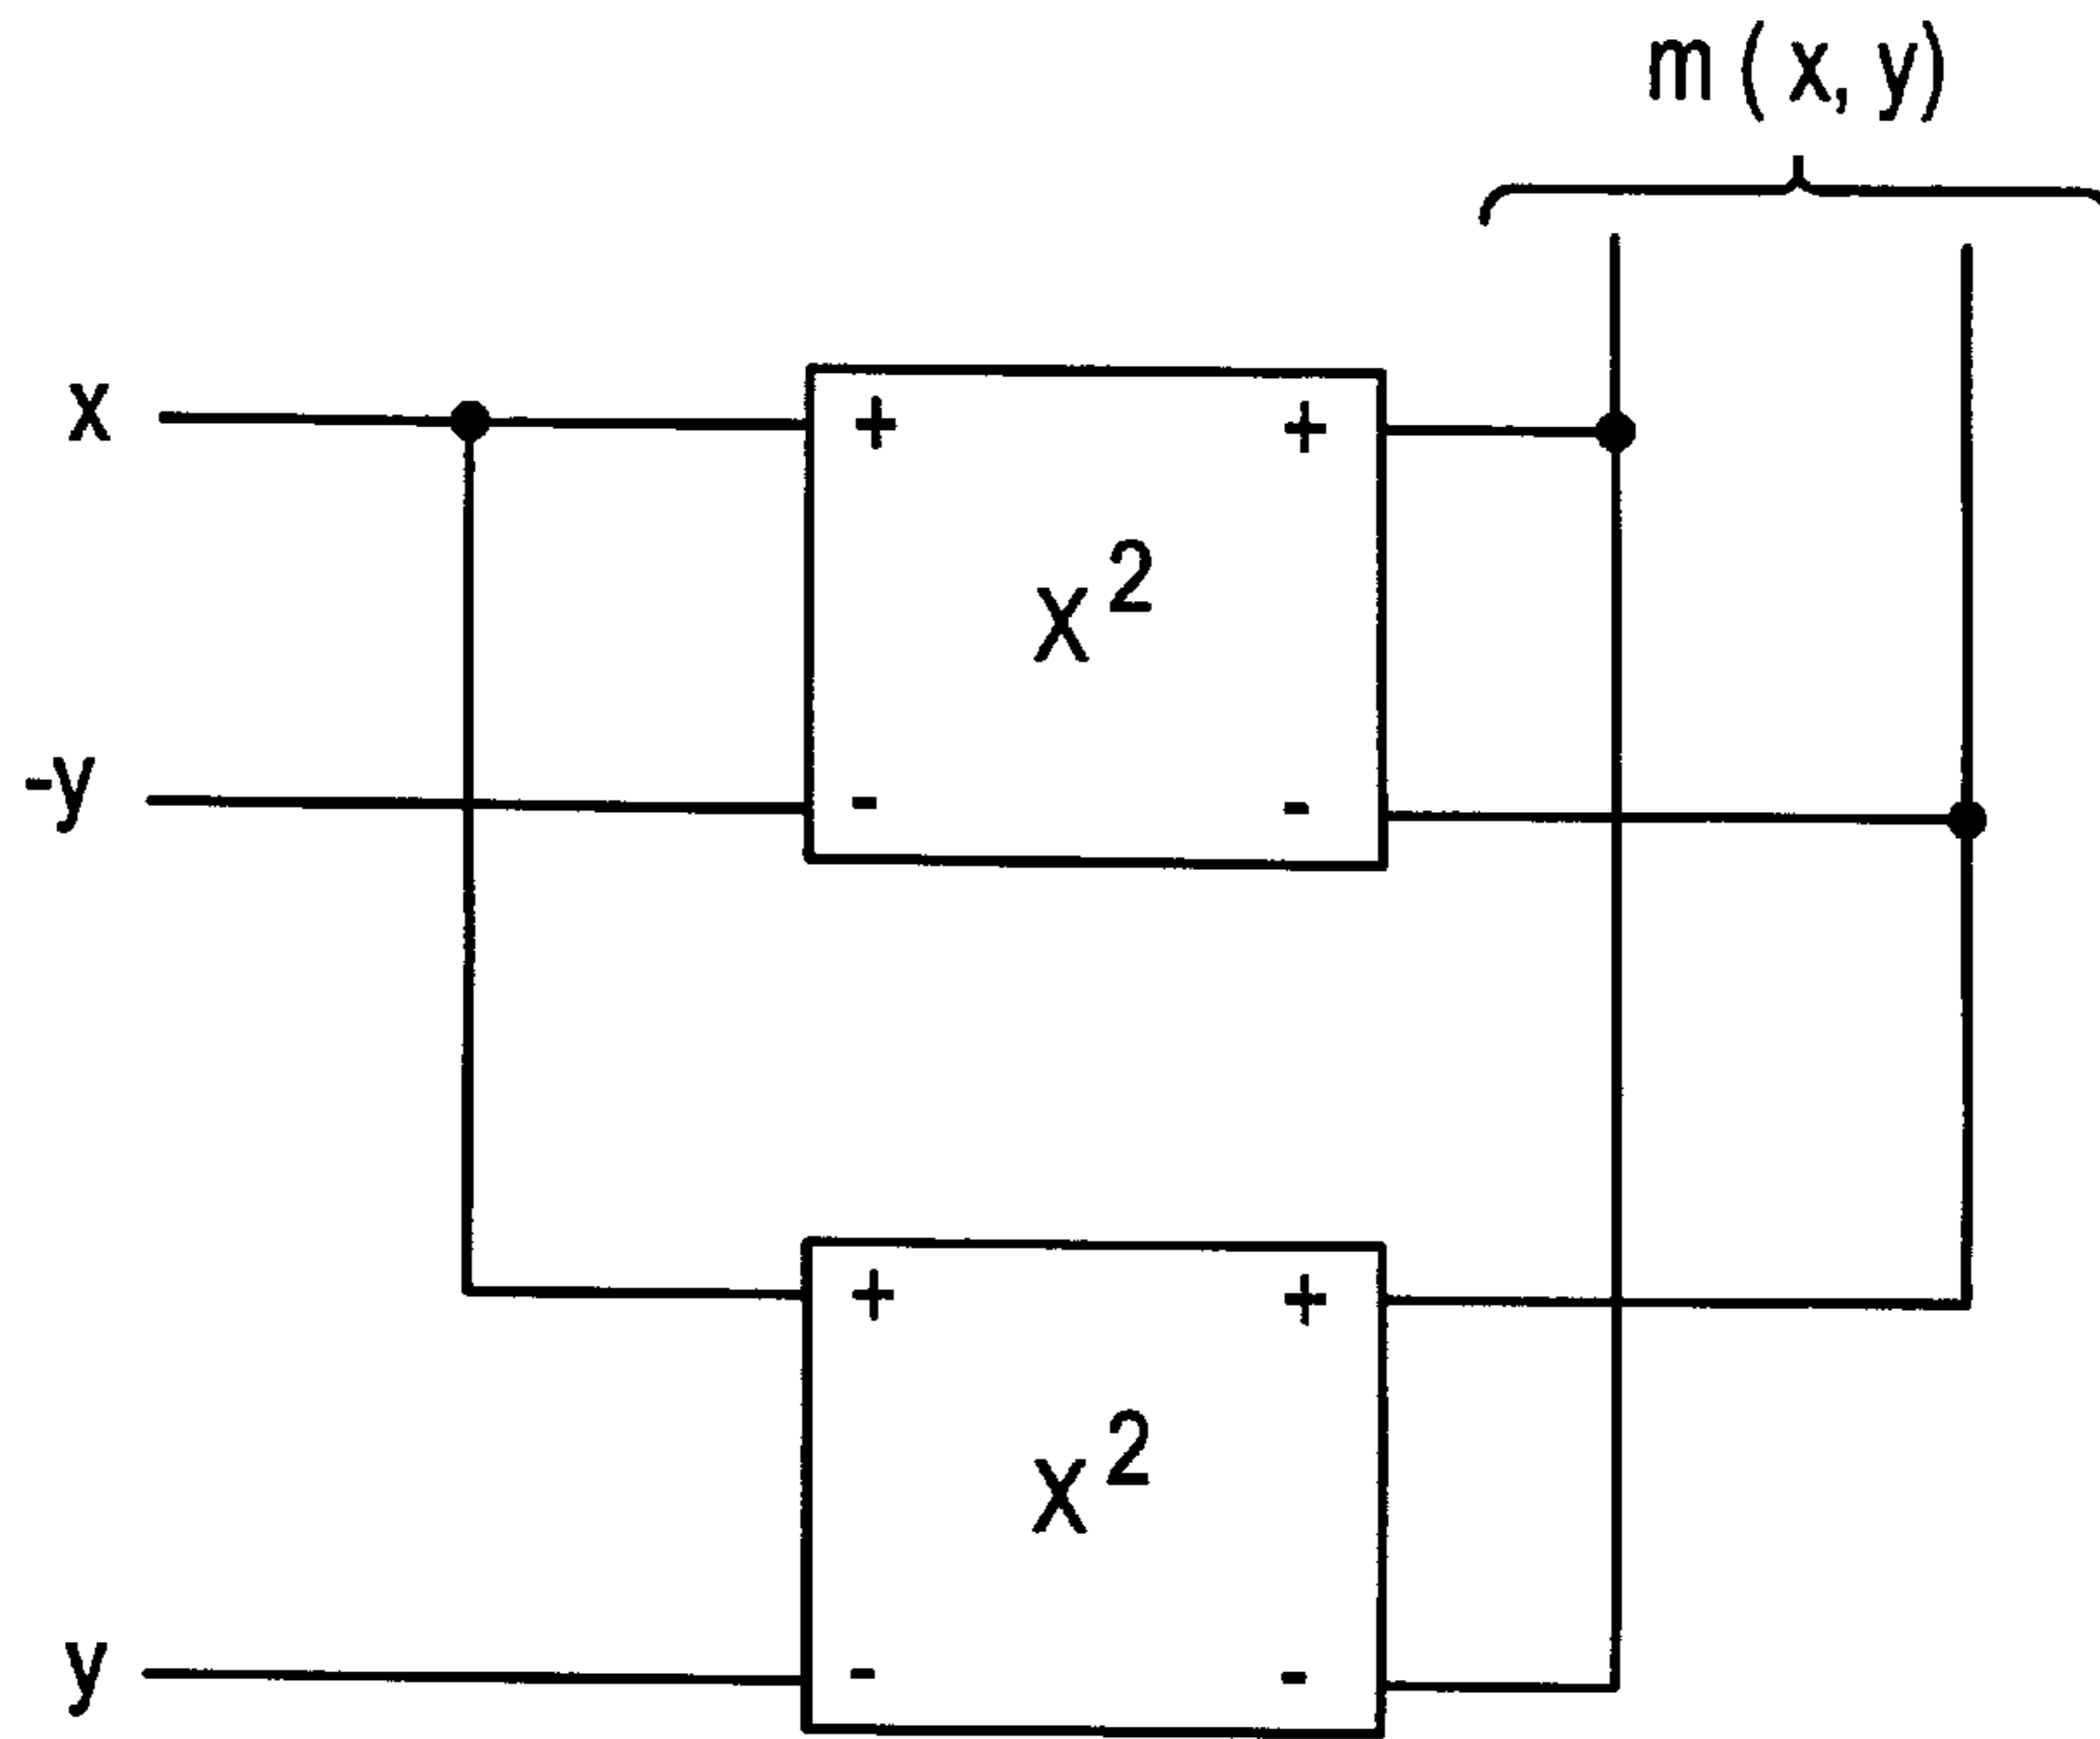 m ( x, y)
x
+ +
x²
-y
- -
+ +
x²
y
- -